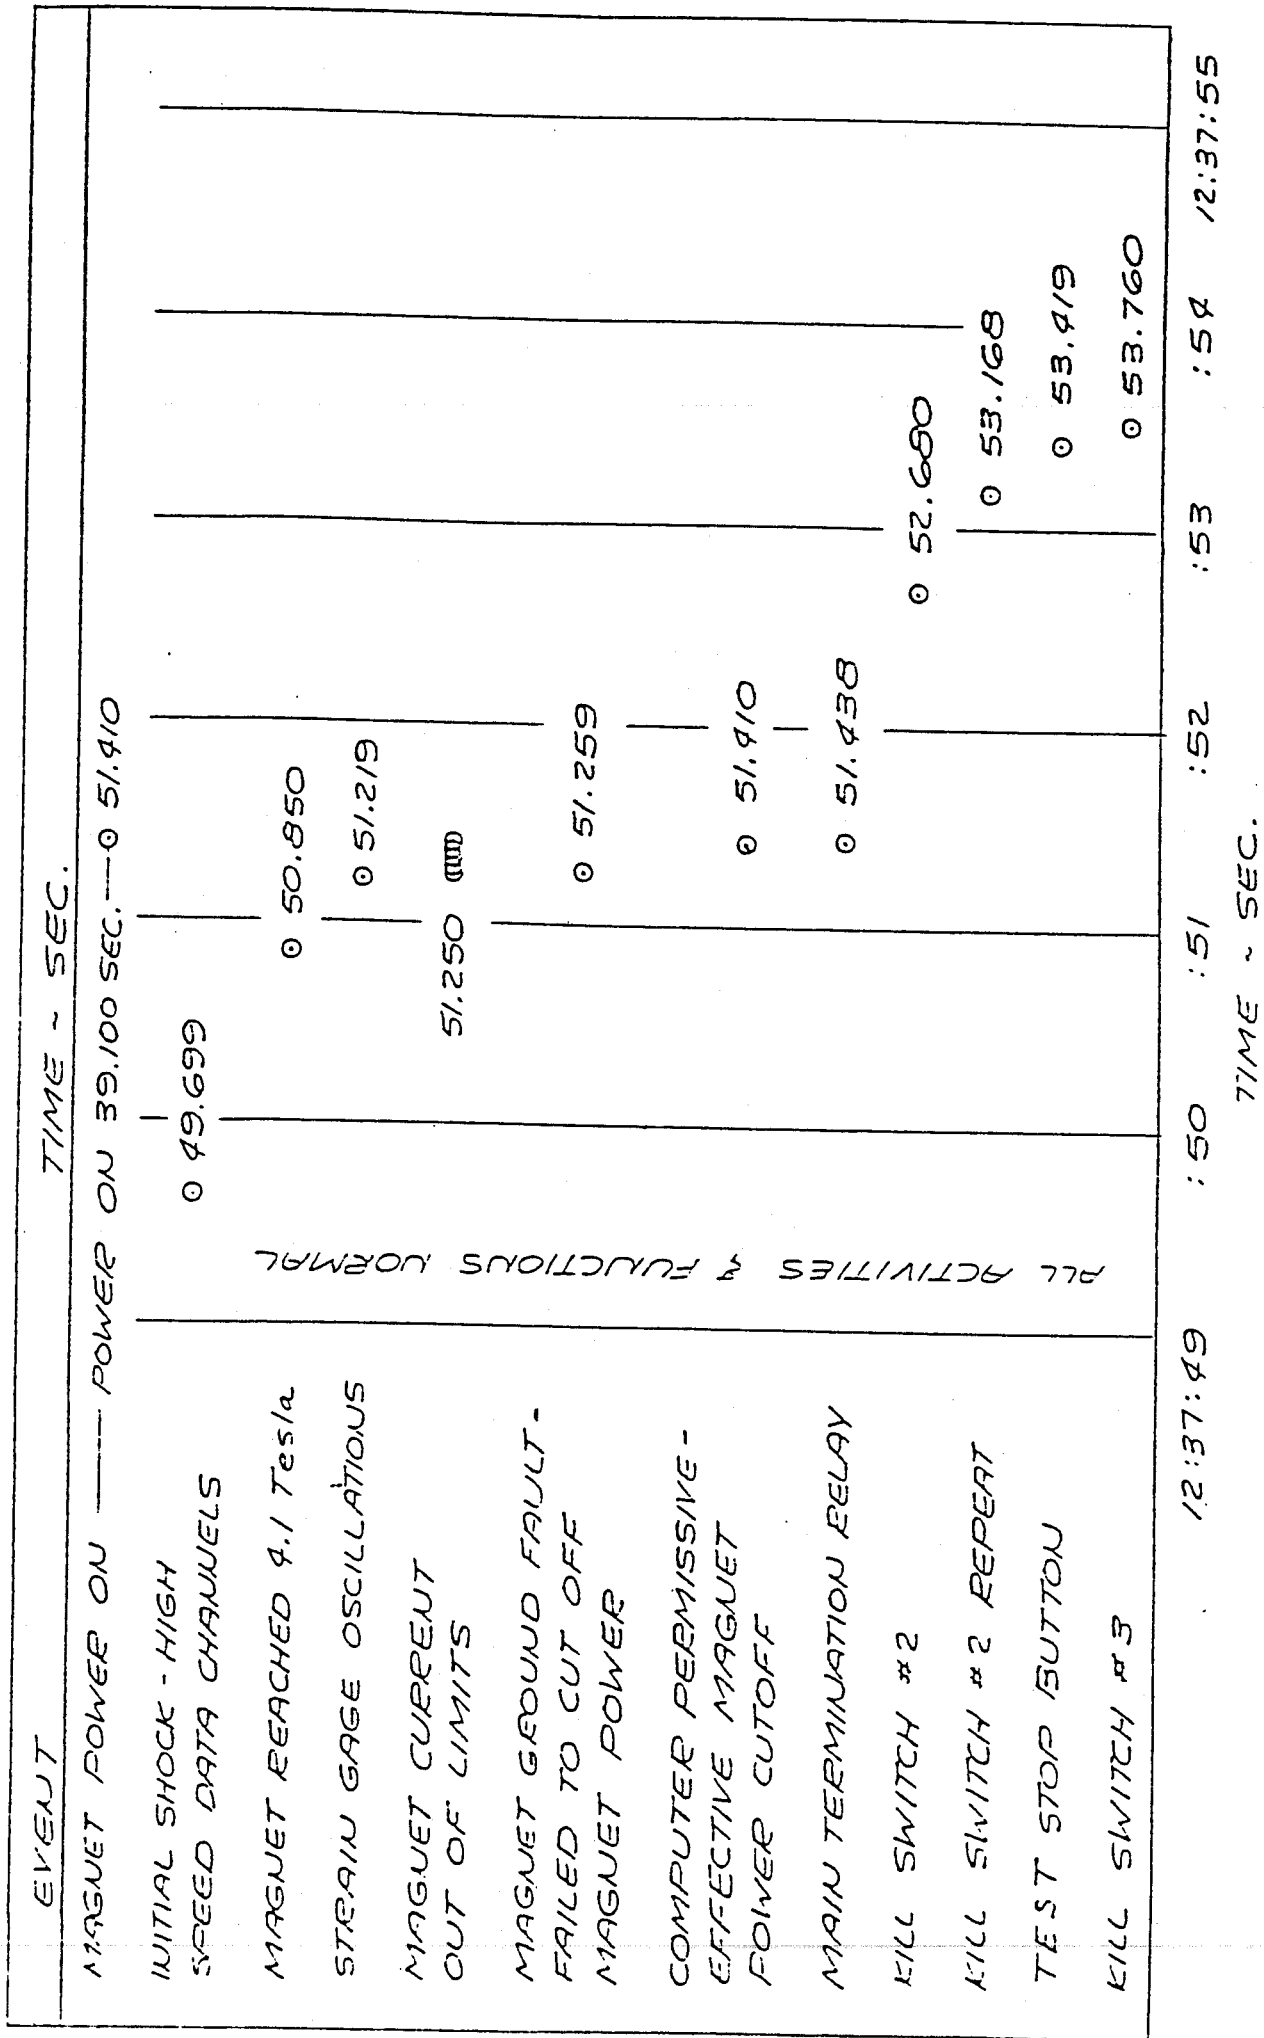 EVENT
TIME ~ SEC.
MAGNET POWER ON — POWER ON 39.100 SEC. — 51.410
INITIAL SHOCK - HIGH
SPEED DATA CHANNELS
49.699
MAGNET REACHED 4.1 Tesla
50.850
STRAIN GAGE OSCILLATIONS
51.219
MAGNET CURRENT
OUT OF LIMITS
51.250
MAGNET GROUND FAULT -
FAILED TO CUT OFF
MAGNET POWER
51.259
COMPUTER PERMISSIVE -
EFFECTIVE MAGNET
POWER CUTOFF
51.410
MAIN TERMINATION RELAY
51.438
KILL SWITCH #2
52.680
KILL SWITCH #2 REPEAT
53.168
TEST STOP BUTTON
53.419
KILL SWITCH #3
53.760
ALL ACTIVITIES & FUNCTIONS NORMAL
12:37:49 :50 :51 :52 :53 :54 12:37:55
TIME ~ SEC.